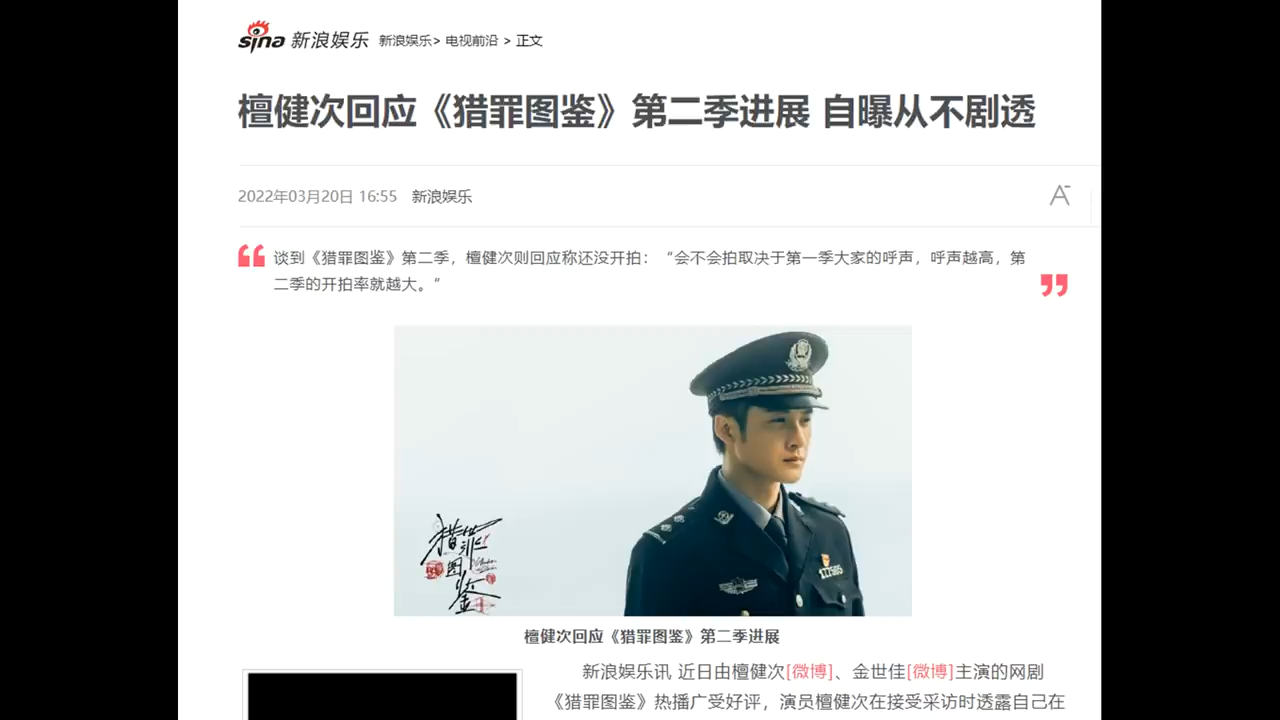 sina 新浪娱乐 新浪娱乐> 电视前沿 > 正文
檀健次回应《猎罪图鉴》第二季进展 自曝从不剧透
2022年03月20日 16:55 新浪娱乐
A-
谈到《猎罪图鉴》第二季，檀健次则回应称还没开拍：“会不会拍取决于第一季大家的呼声，呼声越高，第
二季的开拍率就越大。”
猎罪
图鉴
檀健次回应《猎罪图鉴》第二季进展
新浪娱乐讯 近日由檀健次[微博]、金世佳[微博]主演的网剧
《猎罪图鉴》热播广受好评，演员檀健次在接受采访时透露自己在